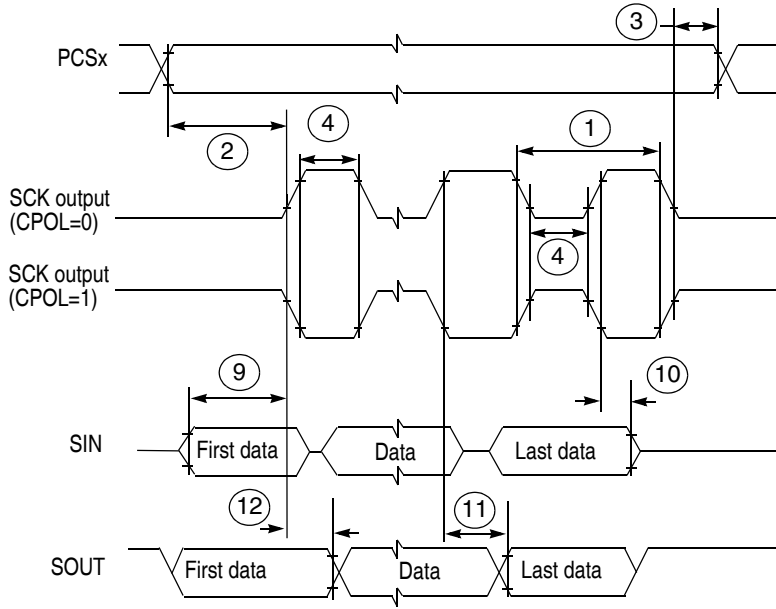 3
PCSx
2
4
1
SCK output
(CPOL=0)
4
SCK output
(CPOL=1)
9
10
SIN
First data
Data
Last data
12
11
SOUT
First data
Data
Last data